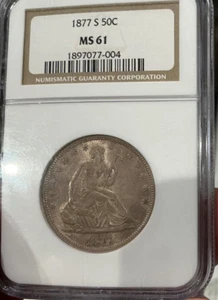 1877 S 50C
MS 61
1897077-004
NUMISMATIC GUARANTY CORPORATION